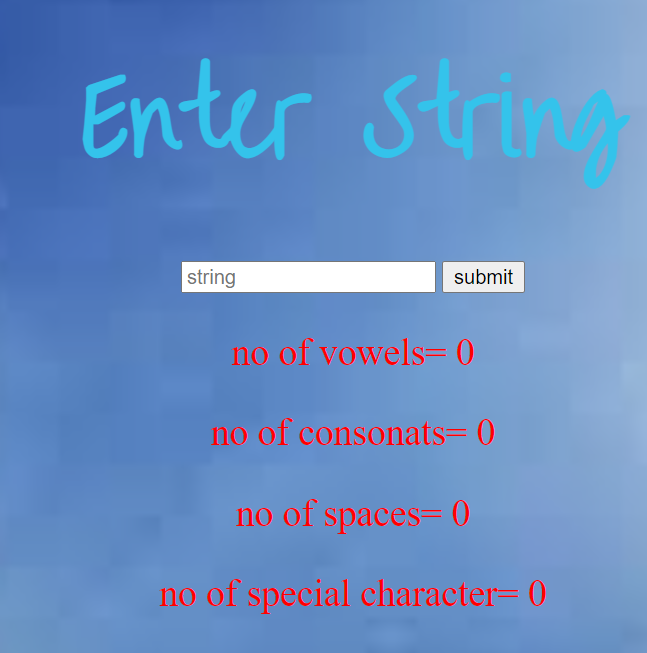 Enter String
string submit
no of vowels= 0
no of consonats= 0
no of spaces= 0
no of special character= 0